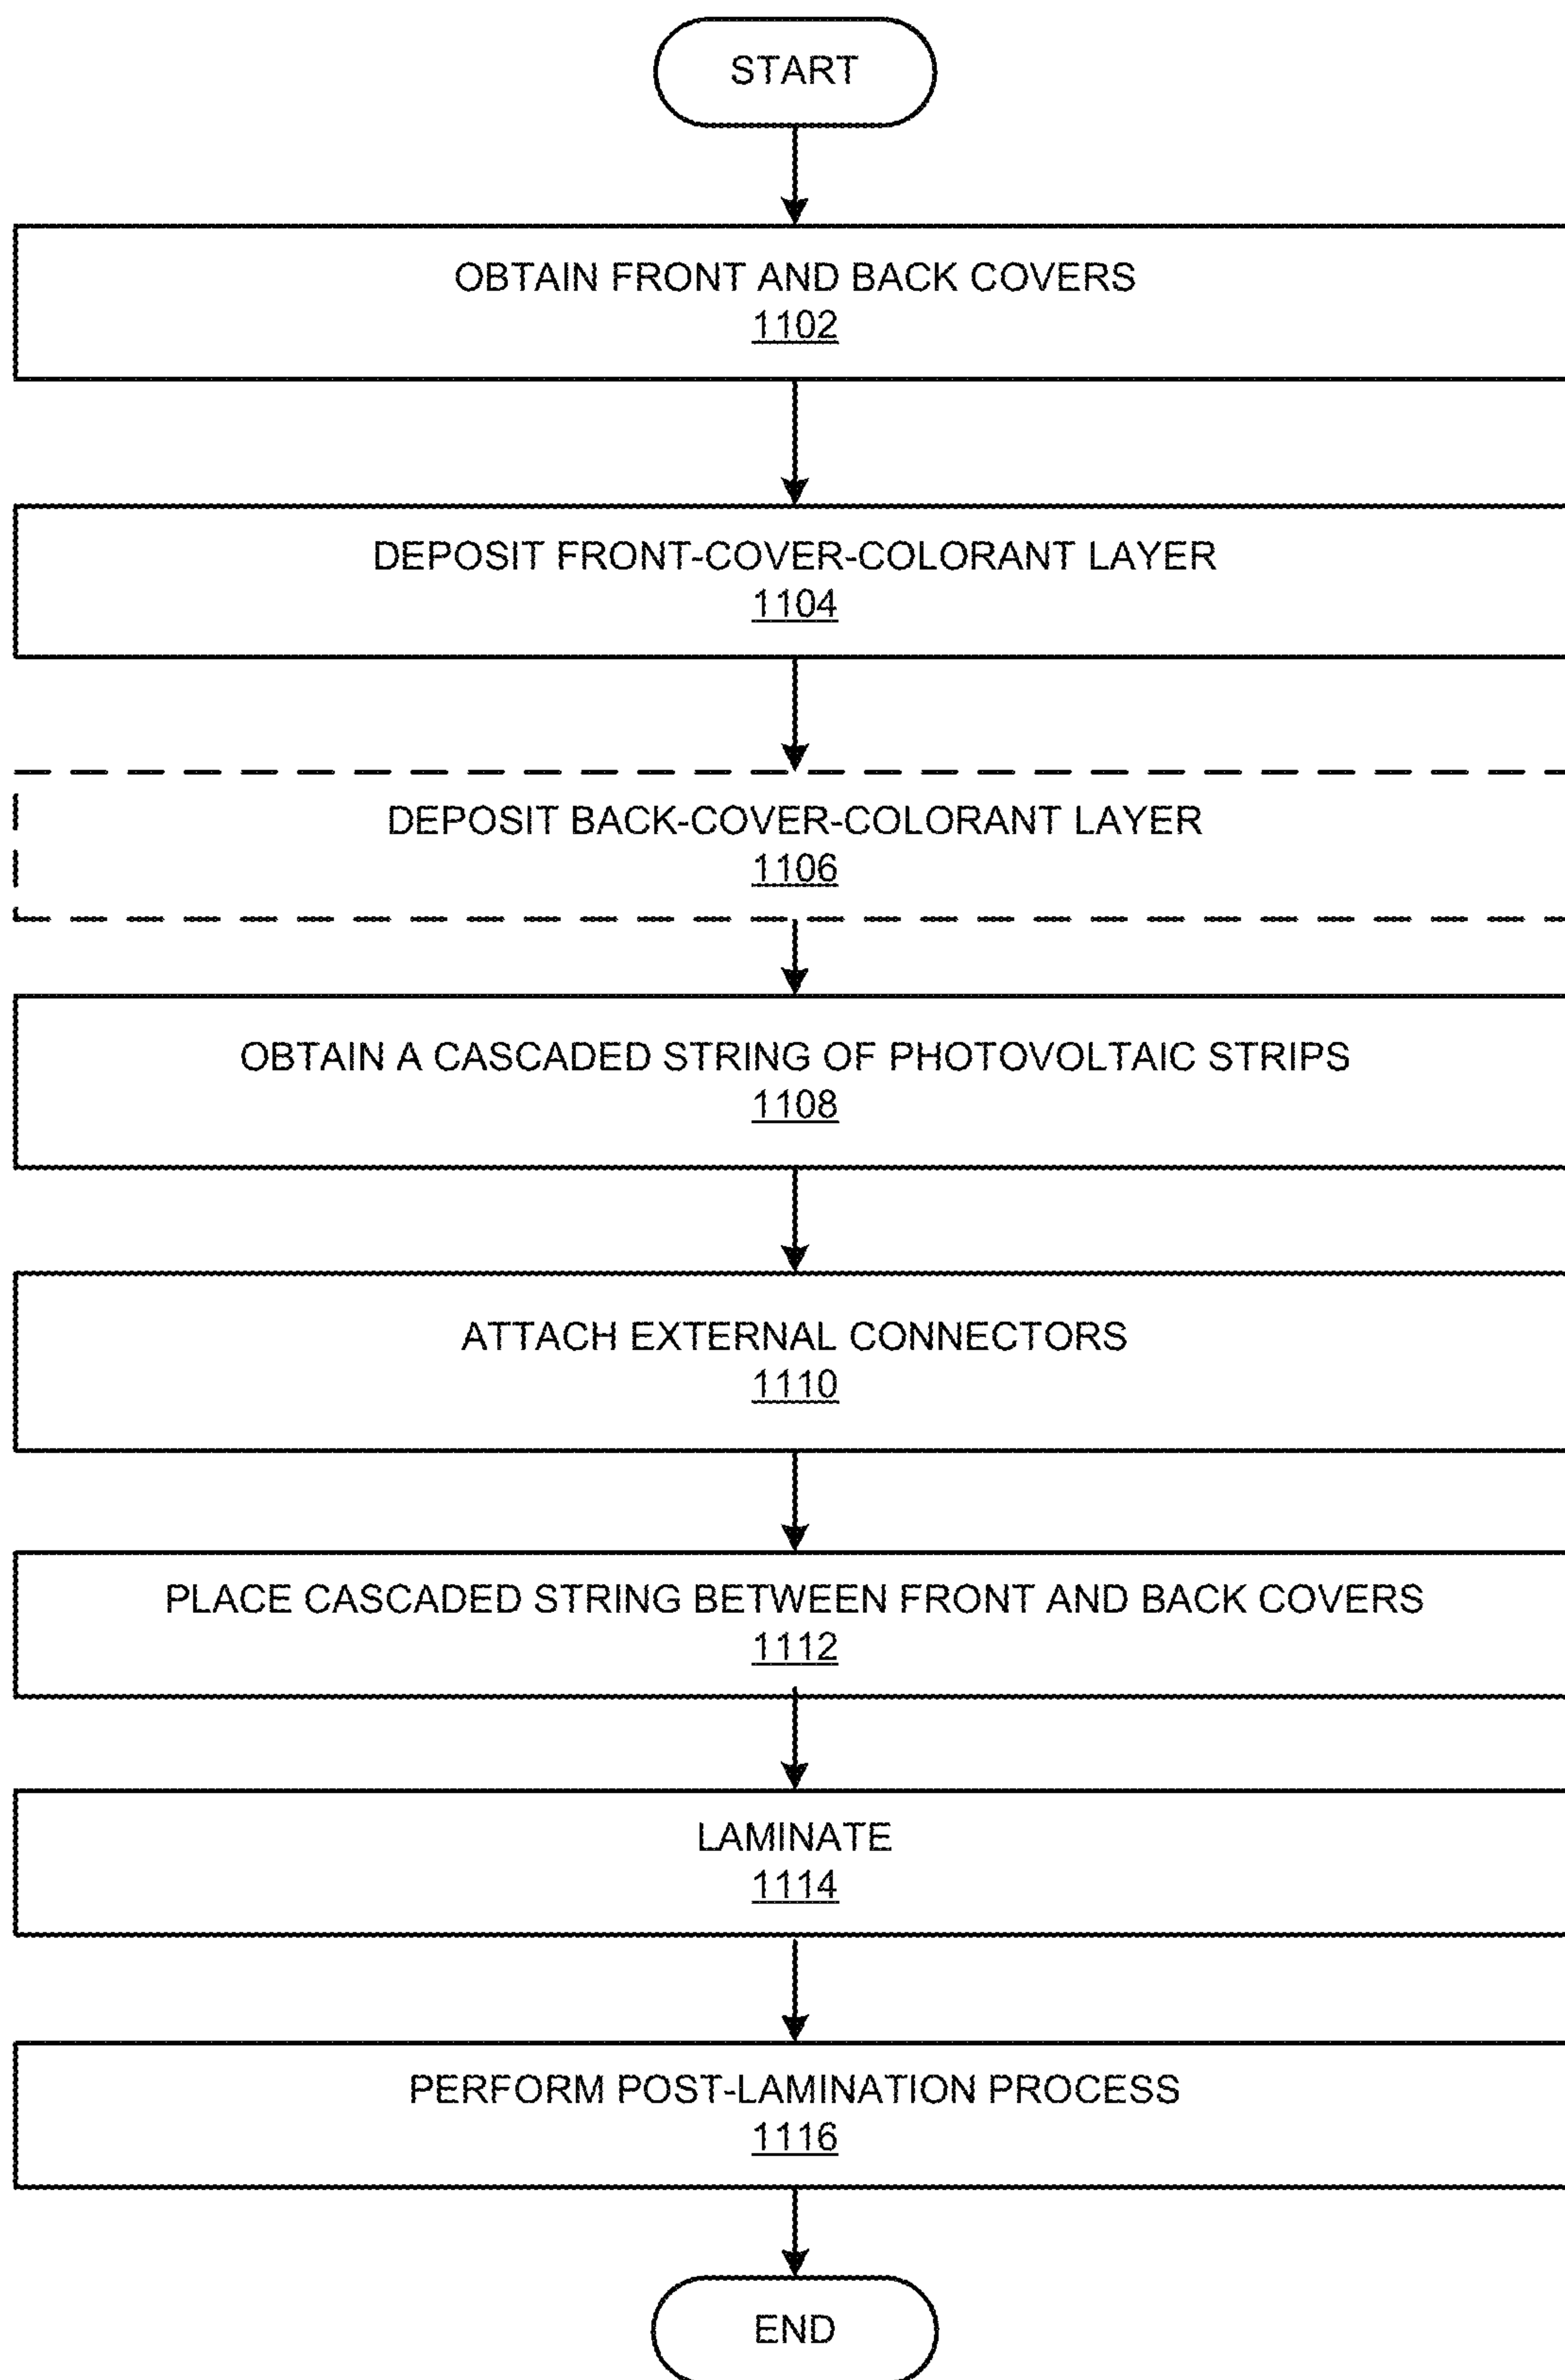 START
OBTAIN FRONT AND BACK COVERS
1102
DEPOSIT FRONT-COVER-COLORANT LAYER
1104
DEPOSIT BACK-COVER-COLORANT LAYER
1106
OBTAIN A CASCADED STRING OF PHOTOVOLTAIC STRIPS
1108
ATTACH EXTERNAL CONNECTORS
1110
PLACE CASCADED STRING BETWEEN FRONT AND BACK COVERS
1112
LAMINATE
1114
PERFORM POST-LAMINATION PROCESS
1116
END